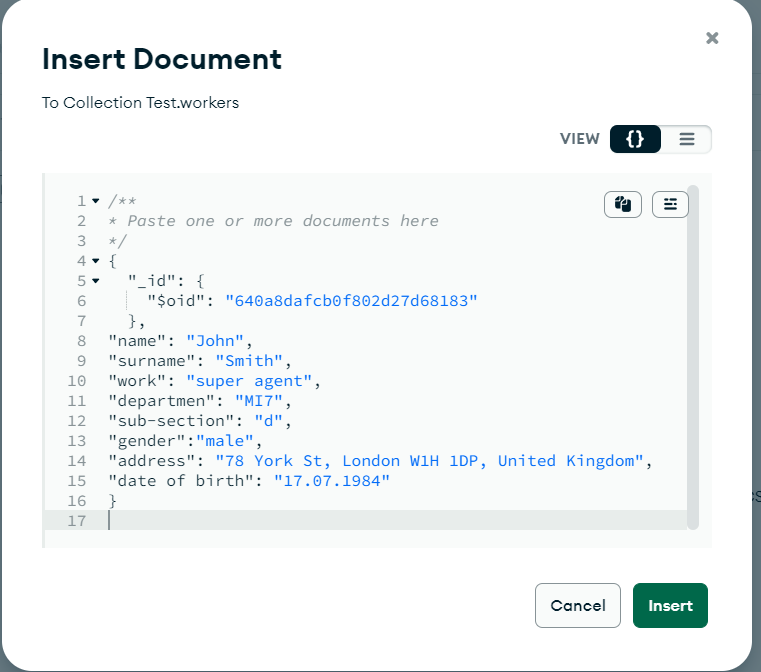 Insert Document
To Collection Test.workers
VIEW {}
1 /**
2 * Paste one or more documents here
3 */
4 {
5 "_id": {
6 "$oid": "640a8dafcb0f802d27d68183"
7 },
8 "name": "John",
9 "surname": "Smith",
10 "work": "super agent",
11 "departmen": "MI7",
12 "sub-section": "d",
13 "gender":"male",
14 "address": "78 York St, London W1H 1DP, United Kingdom",
15 "date of birth": "17.07.1984"
16 }
17
Cancel Insert